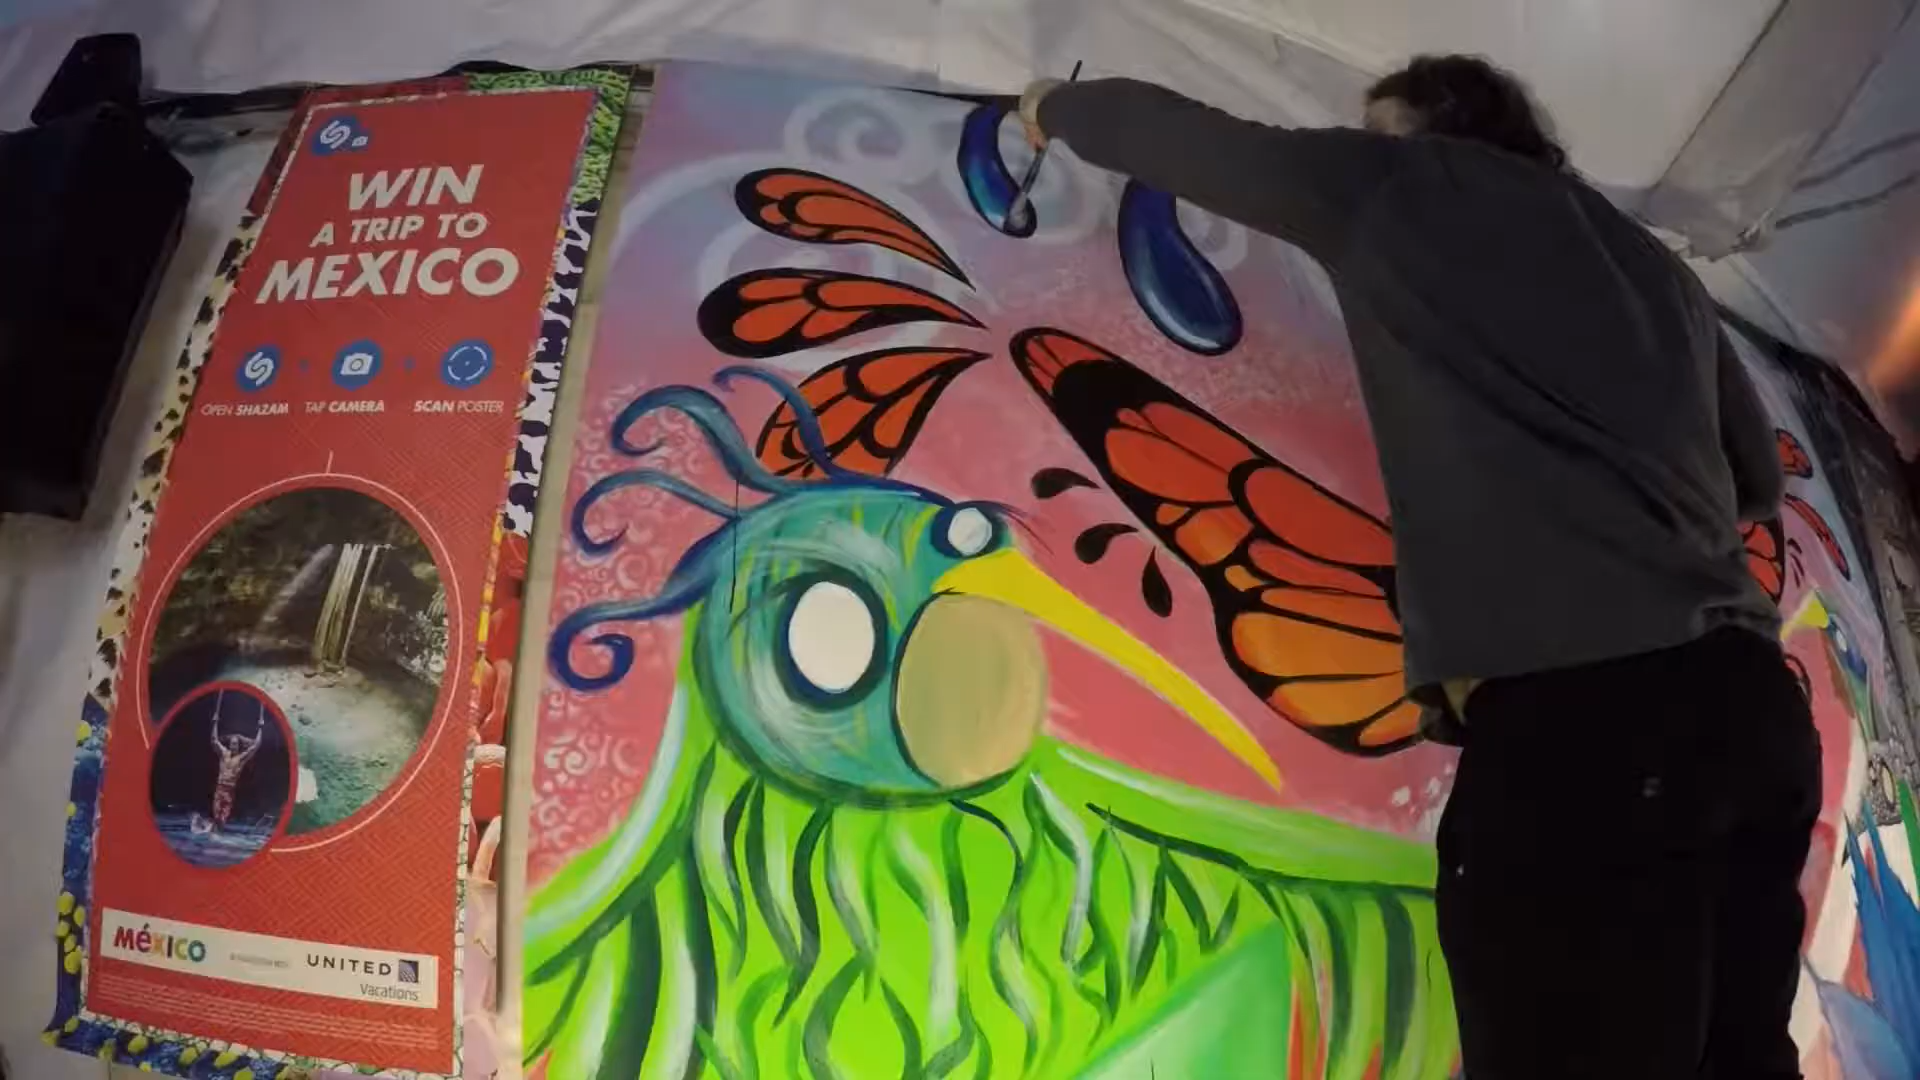 WIN
A TRIP TO
MEXICO
OPEN SHAZAM TAP CAMERA SCAN POSTER
MéXICO UNITED
Vacations